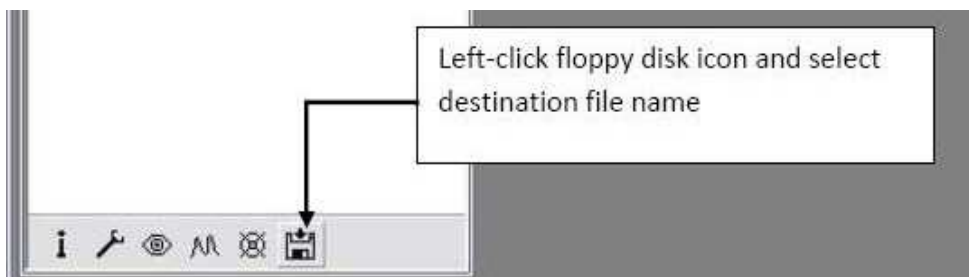 Left-click floppy disk icon and select
destination file name